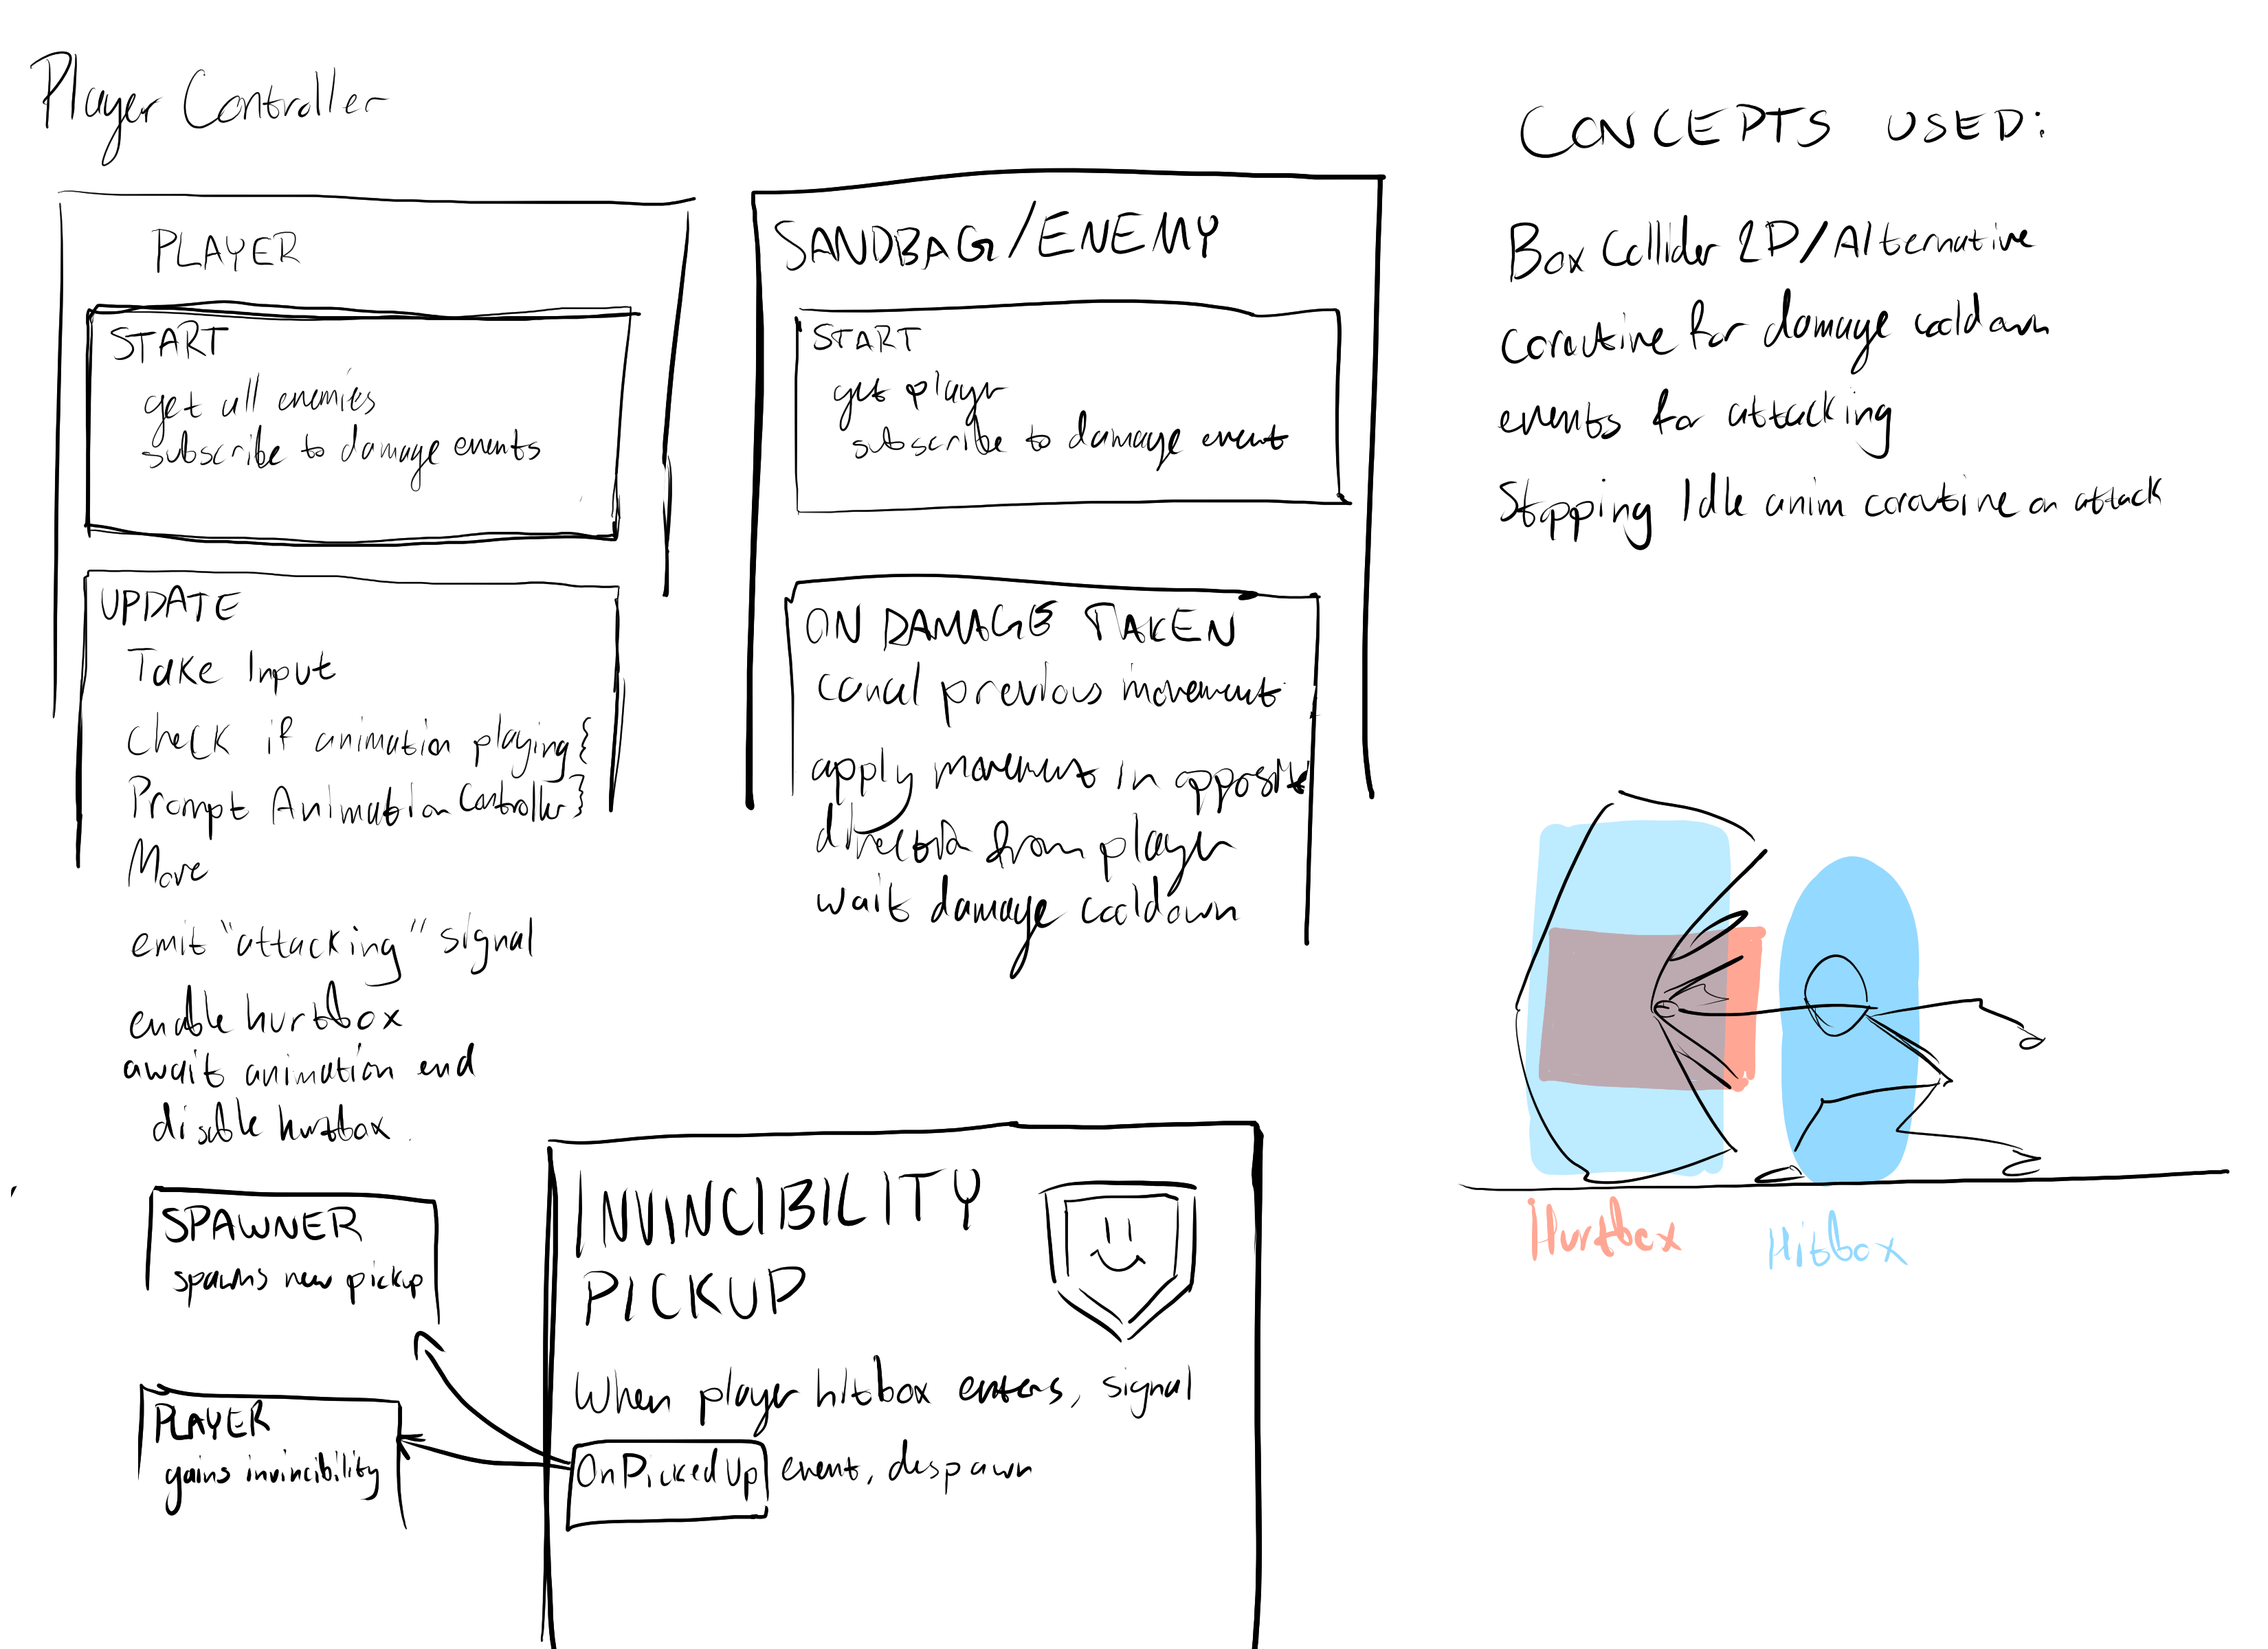 Player Controller
PLAYER
START
get all enemies
subscribe to damage events
UPDATE
Take Input
check if animation playing {
Prompt Animation Controller }
Move
emit "attacking" signal
enable hurtbox
await animation end
disable hurtbox
SANDBAG/ENEMY
START
get player
subscribe to damage event
ON DAMAGE TAKEN
cancel previous movement
apply movement in opposite
direction from player
wait damage cooldown
CONCEPTS USED:
Box Collider 2D/Alternative
coroutine for damage cooldown
events for attacking
Stopping Idle anim coroutine on attack
Hurtbox
Hitbox
SPAWNER
spawns new pickup
PLAYER
gains invincibility
INVINCIBILITY
PICKUP
When player hitbox enters, signal
OnPickedUp event, despawn